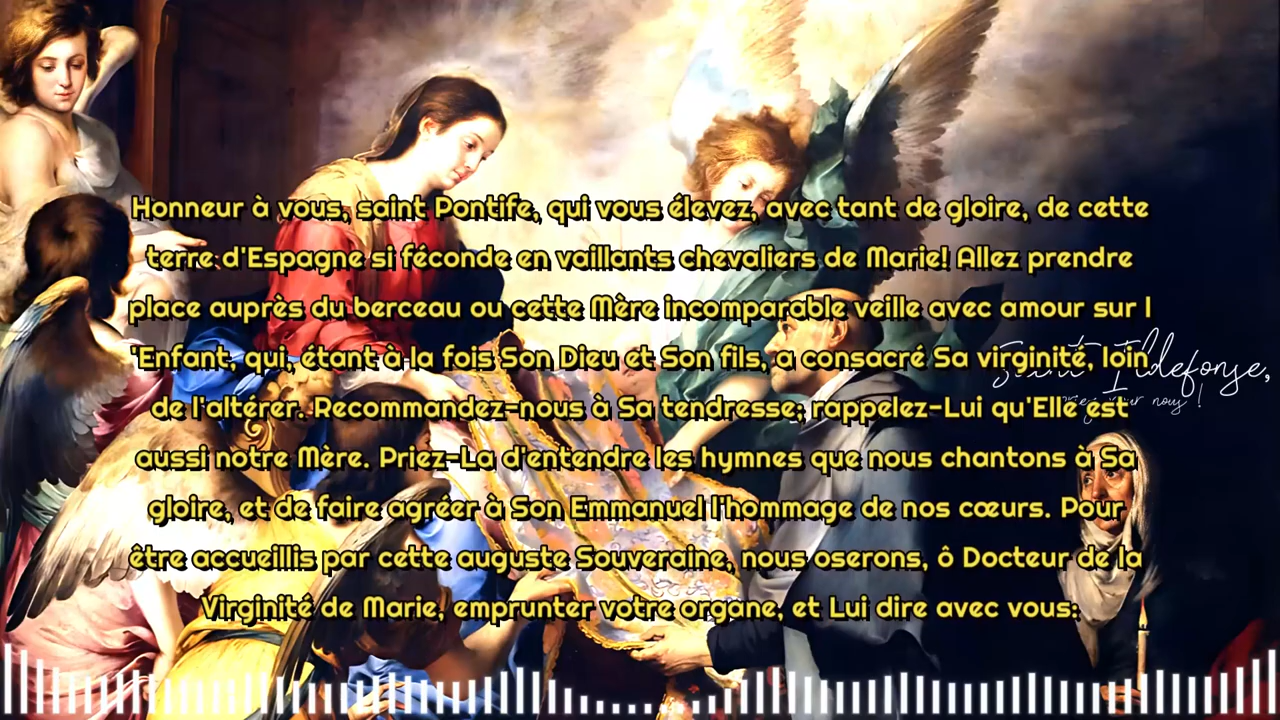 Honneur à vous, saint Pontife, qui vous élevez, avec tant de gloire, de cette
terre d'Espagne si féconde en vaillants chevaliers de Marie! Allez prendre
place auprès du berceau ou cette Mère incomparable veille avec amour sur l
'Enfant, qui, étant à la fois Son Dieu et Son fils, a consacré Sa virginité, loin
de l'altérer. Recommandez-nous à Sa tendresse; rappelez-Lui qu'Elle est
aussi notre Mère. Priez-La d'entendre les hymnes que nous chantons à Sa
gloire, et de faire agréer à Son Emmanuel l'hommage de nos cœurs. Pour
être accueillis par cette auguste Souveraine, nous oserons, ô Docteur de la
Virginité de Marie, emprunter votre organe, et Lui dire avec vous:
Ildefonse,
nous !